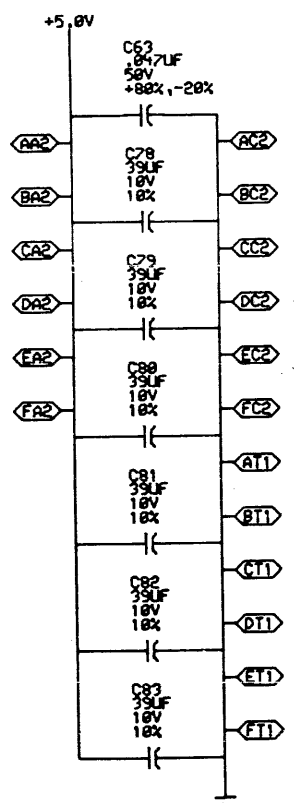 +5.0V
C63
.047UF
50V
+80%,-20%
AA2
AC2
C78
39UF
10V
10%
BA2
BC2
CA2
CC2
C79
39UF
10V
10%
DA2
DC2
EA2
EC2
C80
39UF
10V
10%
FA2
FC2
AT1
C81
39UF
10V
10%
BT1
CT1
C82
39UF
10V
10%
DT1
ET1
C83
39UF
10V
10%
FT1